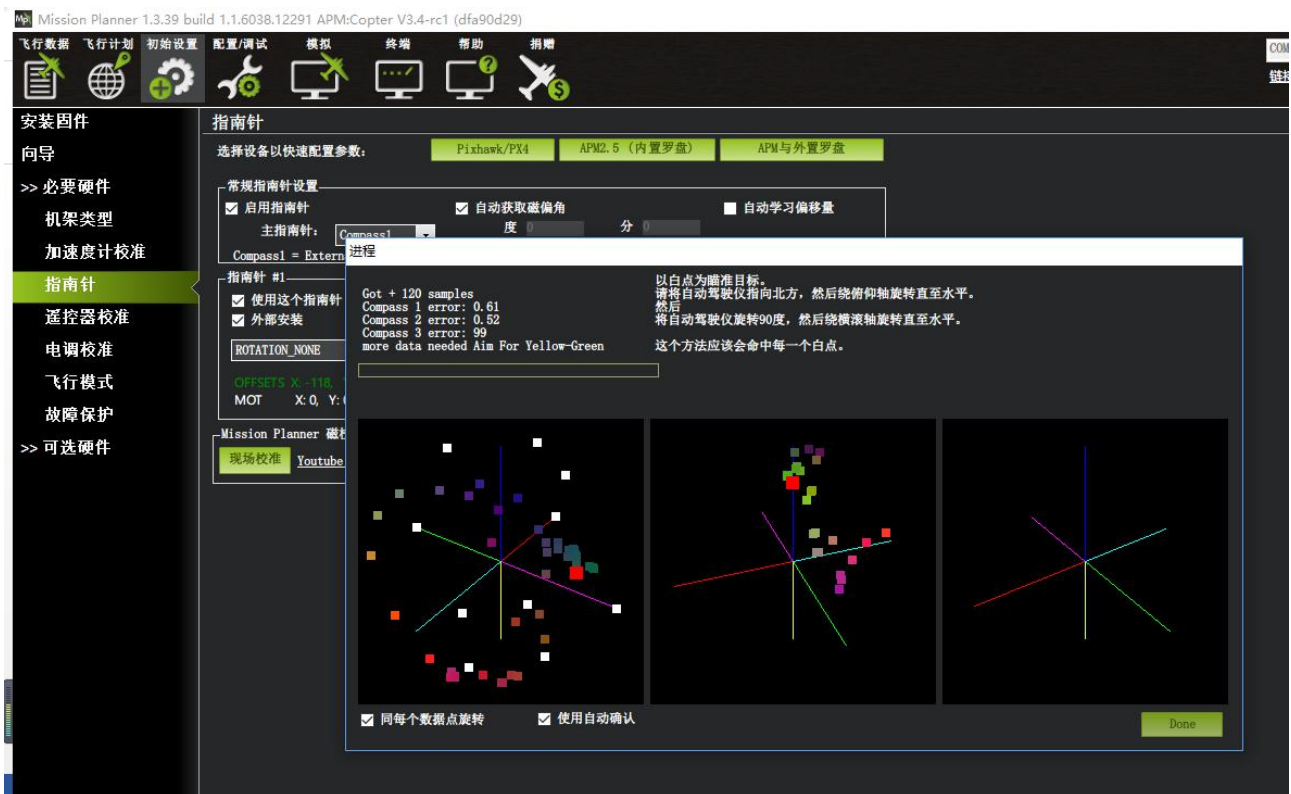 Mission Planner 1.3.39 build 1.1.6038.12291 APM:Copter V3.4-rc1 (dfa90d29)
飞行数据 飞行计划 初始设置 配置/调试 模拟 终端 帮助 捐赠
COM
链接
安装固件
向导
>> 必要硬件
机架类型
加速度计校准
指南针
遥控器校准
电调校准
飞行模式
故障保护
>> 可选硬件
指南针
选择设备以快速配置参数: Pixhawk/PX4 APM2.5 (内置罗盘) APM与外置罗盘
常规指南针设置
启用指南针 自动获取磁偏角 自动学习偏移量
主指南针: Compass1 度 0 分 0
Compass1 = Extern
指南针 #1
使用这个指南针
外部安装
ROTATION_NONE
OFFSETS X: -118,
MOT X: 0, Y:
Mission Planner
现场校准 Youtube
进程
Got + 120 samples
Compass 1 error: 0.61
Compass 2 error: 0.52
Compass 3 error: 99
more data needed Aim For Yellow-Green
以白点为瞄准目标。
请将自动驾驶仪指向北方，然后绕俯仰轴旋转直至水平。
然后
将自动驾驶仪旋转90度，然后绕横滚轴旋转直至水平。
这个方法应该会命中每一个白点。
同每个数据点旋转 使用自动确认
Done